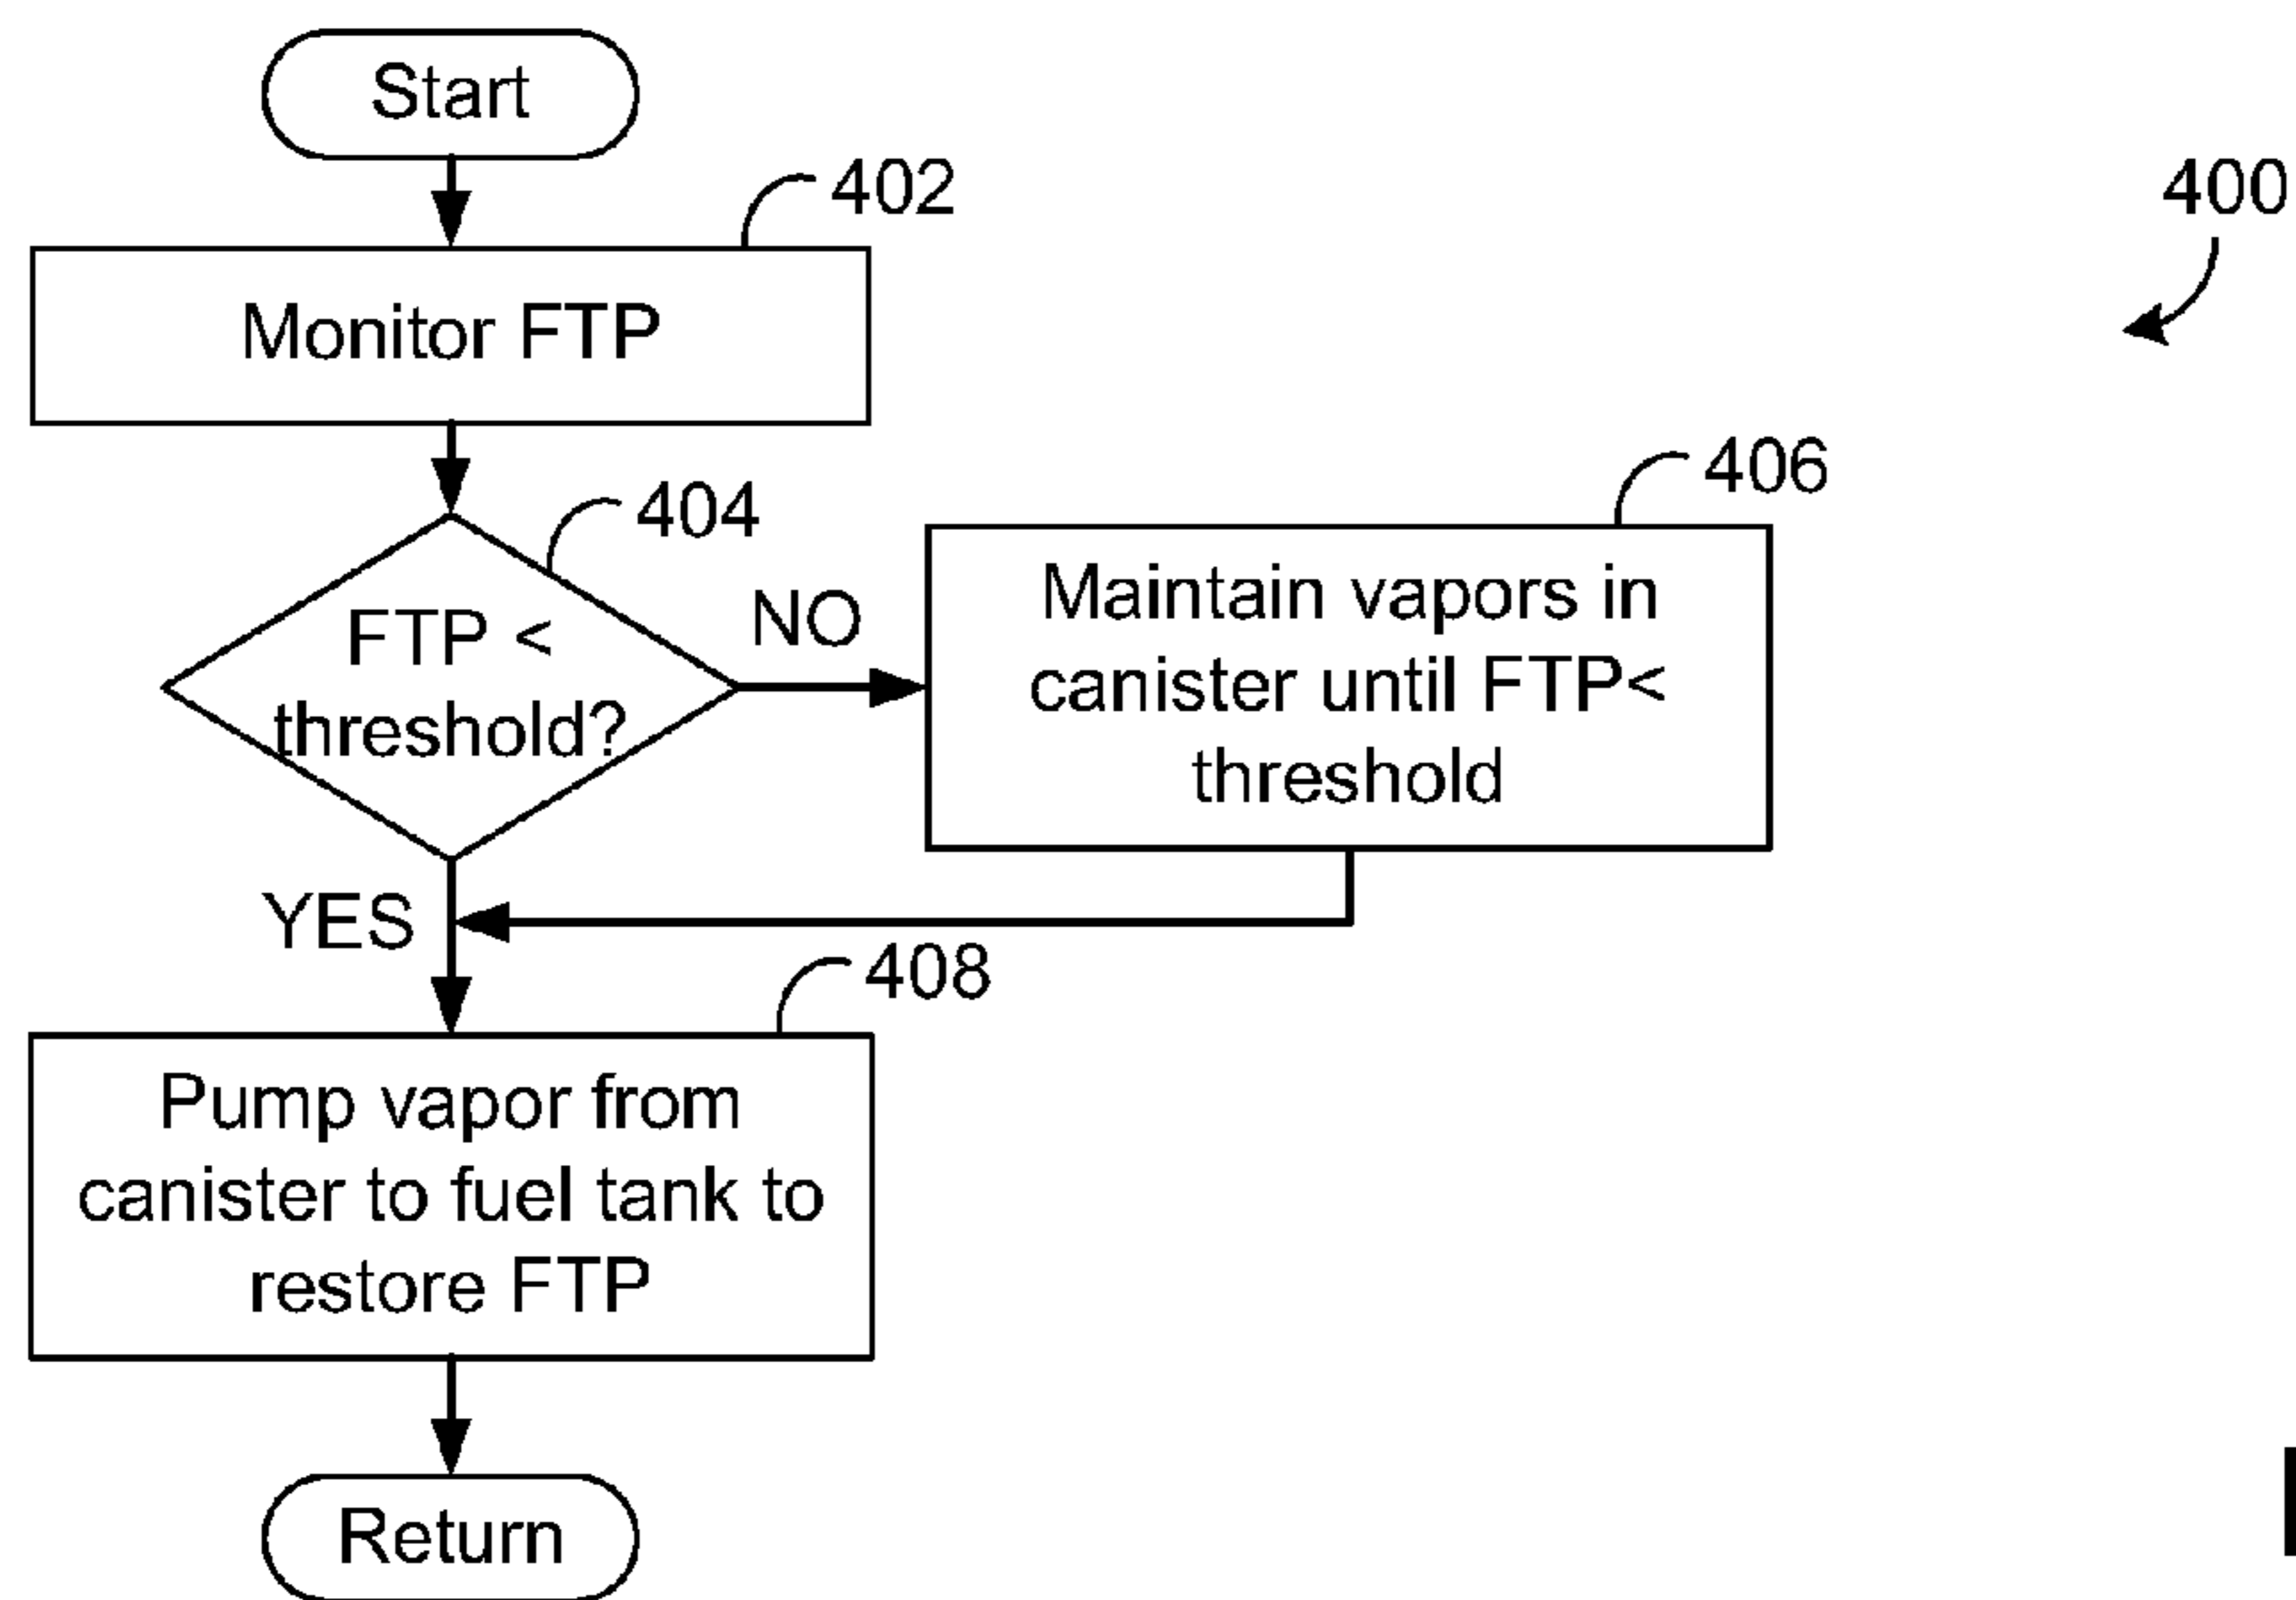 Start
402
400
Monitor FTP
404
406
FTP <
threshold?
NO
Maintain vapors in
canister until FTP<
threshold
YES
408
Pump vapor from
canister to fuel tank to
restore FTP
Return